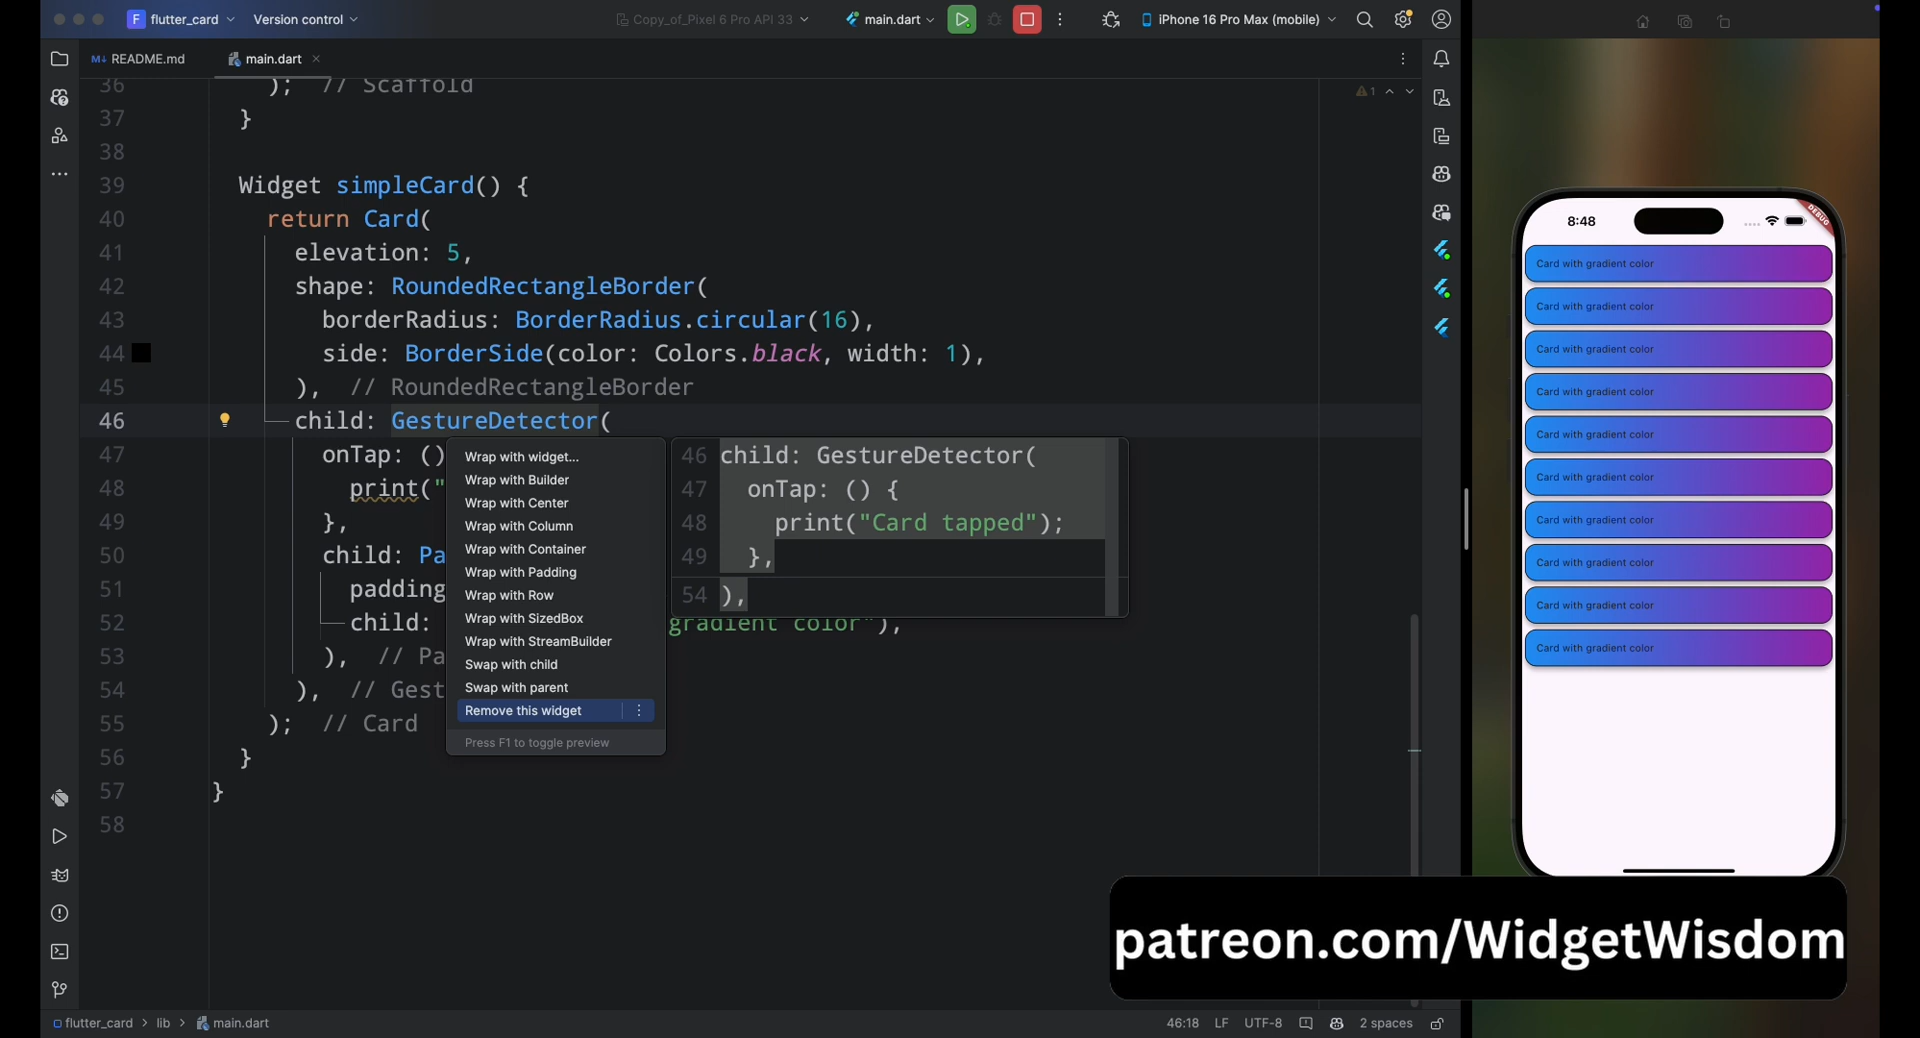 F flutter_card Version control Copy_of_Pixel 6 Pro API 33 main.dart iPhone 16 Pro Max (mobile)
M↓ README.md main.dart
36 ); // Scaffold
1
37 }
38
39 Widget simpleCard() {
40 return Card(
41 elevation: 5,
42 shape: RoundedRectangleBorder(
43 borderRadius: BorderRadius.circular(16),
44 side: BorderSide(color: Colors.black, width: 1),
45 ), // RoundedRectangleBorder
46 child: GestureDetector(
47 onTap: ()
48 print("
49 },
50 child: Pa
51 padding
52 child: gradient color"),
53 ), // Pa
54 ), // Gest
55 ); // Card
56 }
57 }
58
Wrap with widget...
Wrap with Builder
Wrap with Center
Wrap with Column
Wrap with Container
Wrap with Padding
Wrap with Row
Wrap with SizedBox
Wrap with StreamBuilder
Swap with child
Swap with parent
Remove this widget
Press F1 to toggle preview
46 child: GestureDetector(
47 onTap: () {
48 print("Card tapped");
49 },
54 ),
8:48
DEBUG
Card with gradient color
Card with gradient color
Card with gradient color
Card with gradient color
Card with gradient color
Card with gradient color
Card with gradient color
Card with gradient color
Card with gradient color
Card with gradient color
patreon.com/WidgetWisdom
flutter_card > lib > main.dart
46:18 LF UTF-8 2 spaces